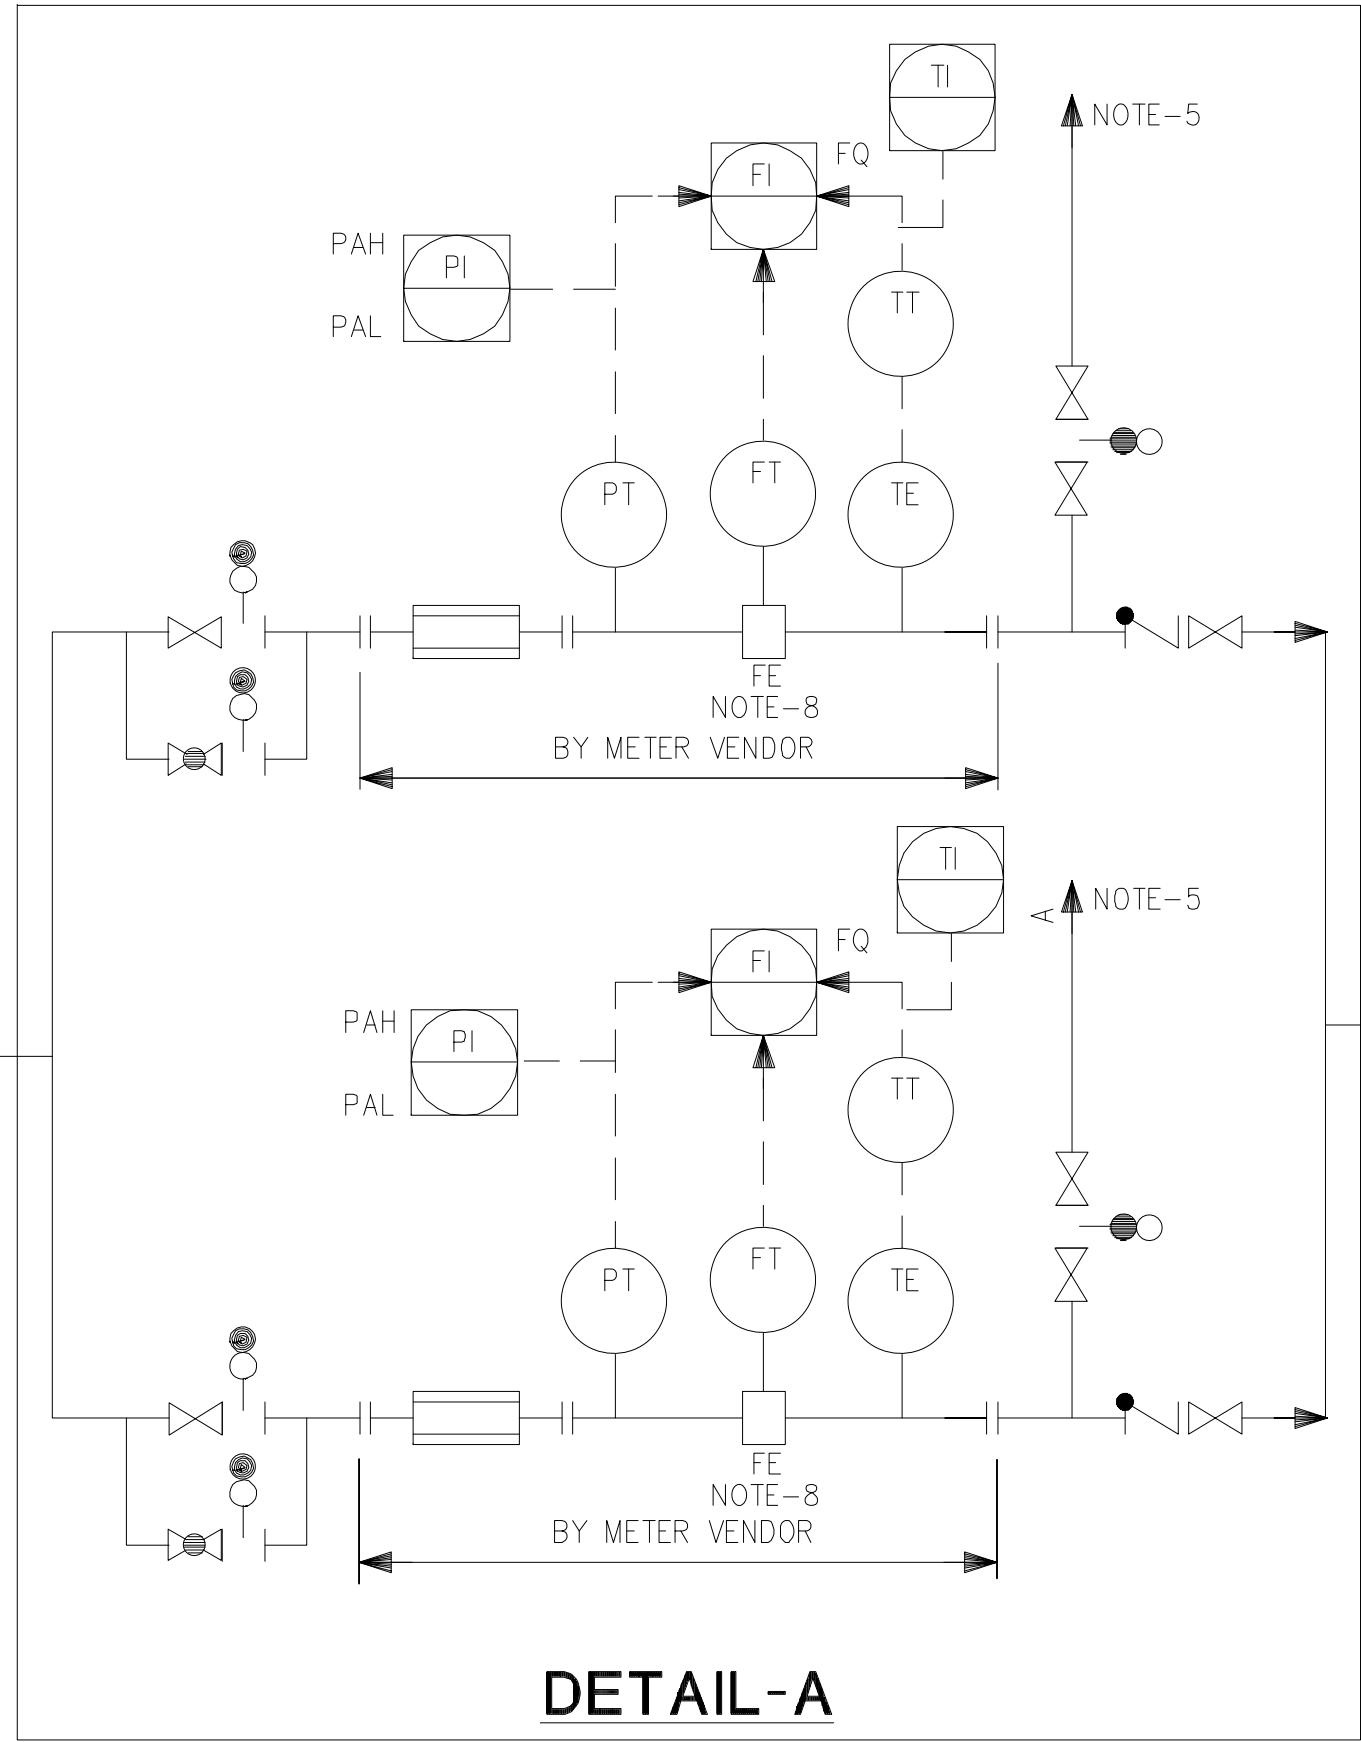 TI
NOTE-5
FI
FQ
PAH
PI
PAL
TT
PT
FT
TE
FE
NOTE-8
BY METER VENDOR
TI
A
NOTE-5
FI
FQ
PAH
PI
PAL
TT
PT
FT
TE
FE
NOTE-8
BY METER VENDOR
DETAIL-A